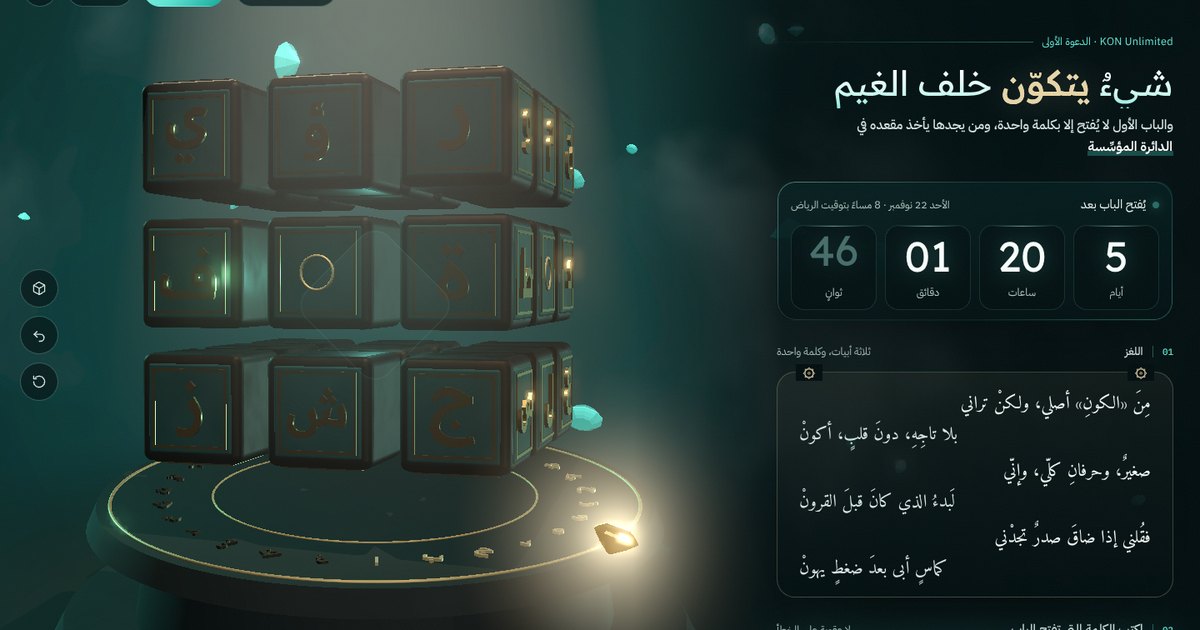 KON Unlimited · الدعوة الأولى
شيءٌ يتكوّن خلف الغيم
والباب الأول لا يُفتح إلا بكلمة واحدة، ومن يجدها يأخذ مقعده في
الدائرة المؤسِّسة
يُفتح الباب بعد
الأحد 22 نوفمبر · 8 مساءً بتوقيت الرياض
5 أيام
20 ساعات
01 دقائق
46 ثوانٍ
01 اللغز
ثلاثة أبيات، وكلمة واحدة
مِنَ «الكونِ» أصلي، ولكنْ تراني
بلا تاجِهِ، دونَ قلبٍ، أكونْ
صغيرٌ، وحرفانِ كلّي، وإنّي
لَبدءُ الذي كانَ قبلَ القرونْ
فقُلني إذا ضاقَ صدرٌ تجدْني
كماسٍ أبى بعدَ ضغطٍ يهونْ
ر ؤ ي
ة ف
ج ش ز